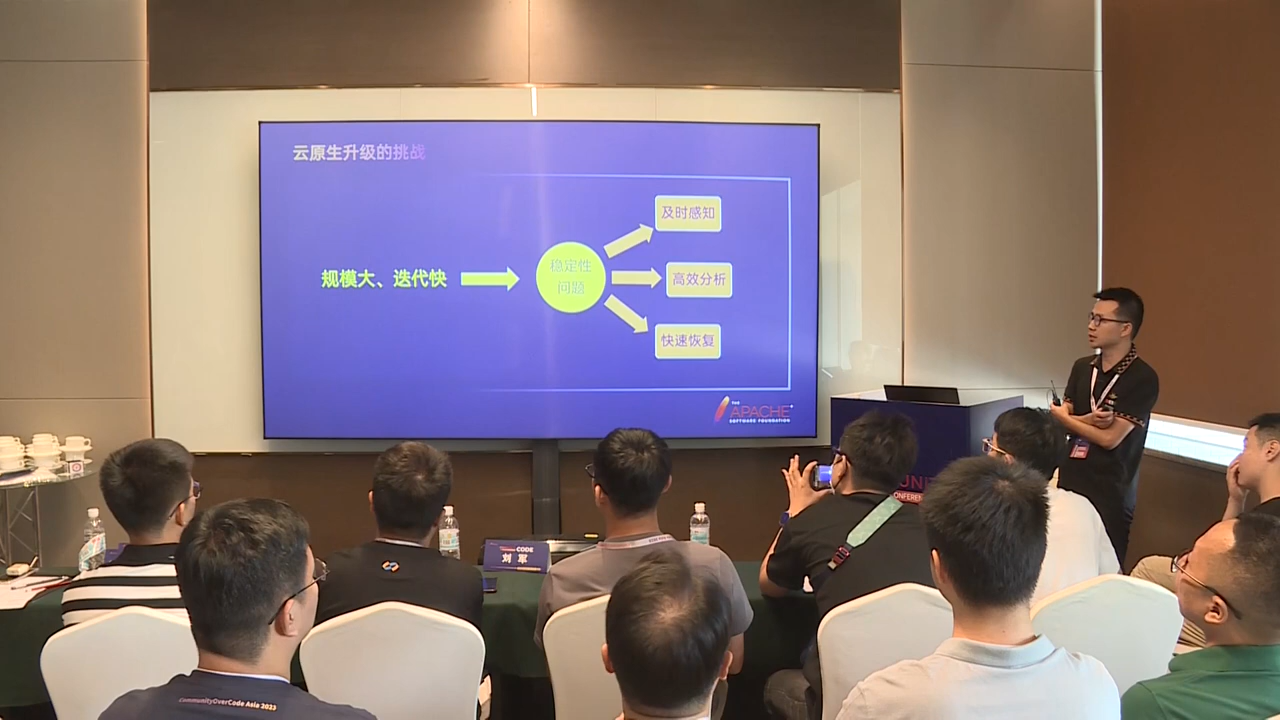 云原生升级的挑战
规模大、迭代快
稳定性
问题
及时感知
高效分析
快速恢复
THE
APACHE
SOFTWARE FOUNDATION
CODE
刘 军
CommunityOverCode Asia 2023